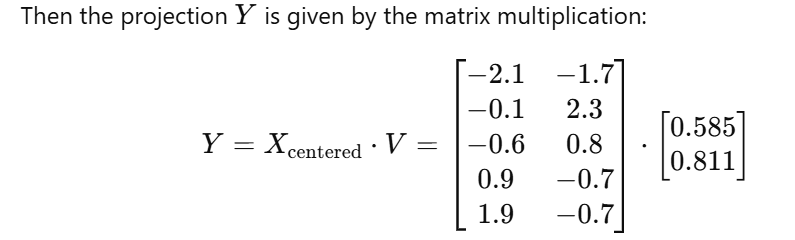 Then the projection Y is given by the matrix multiplication:
Y = X_centered · V = [−2.1 −1.7; −0.1 2.3; −0.6 0.8; 0.9 −0.7; 1.9 −0.7] · [0.585; 0.811]